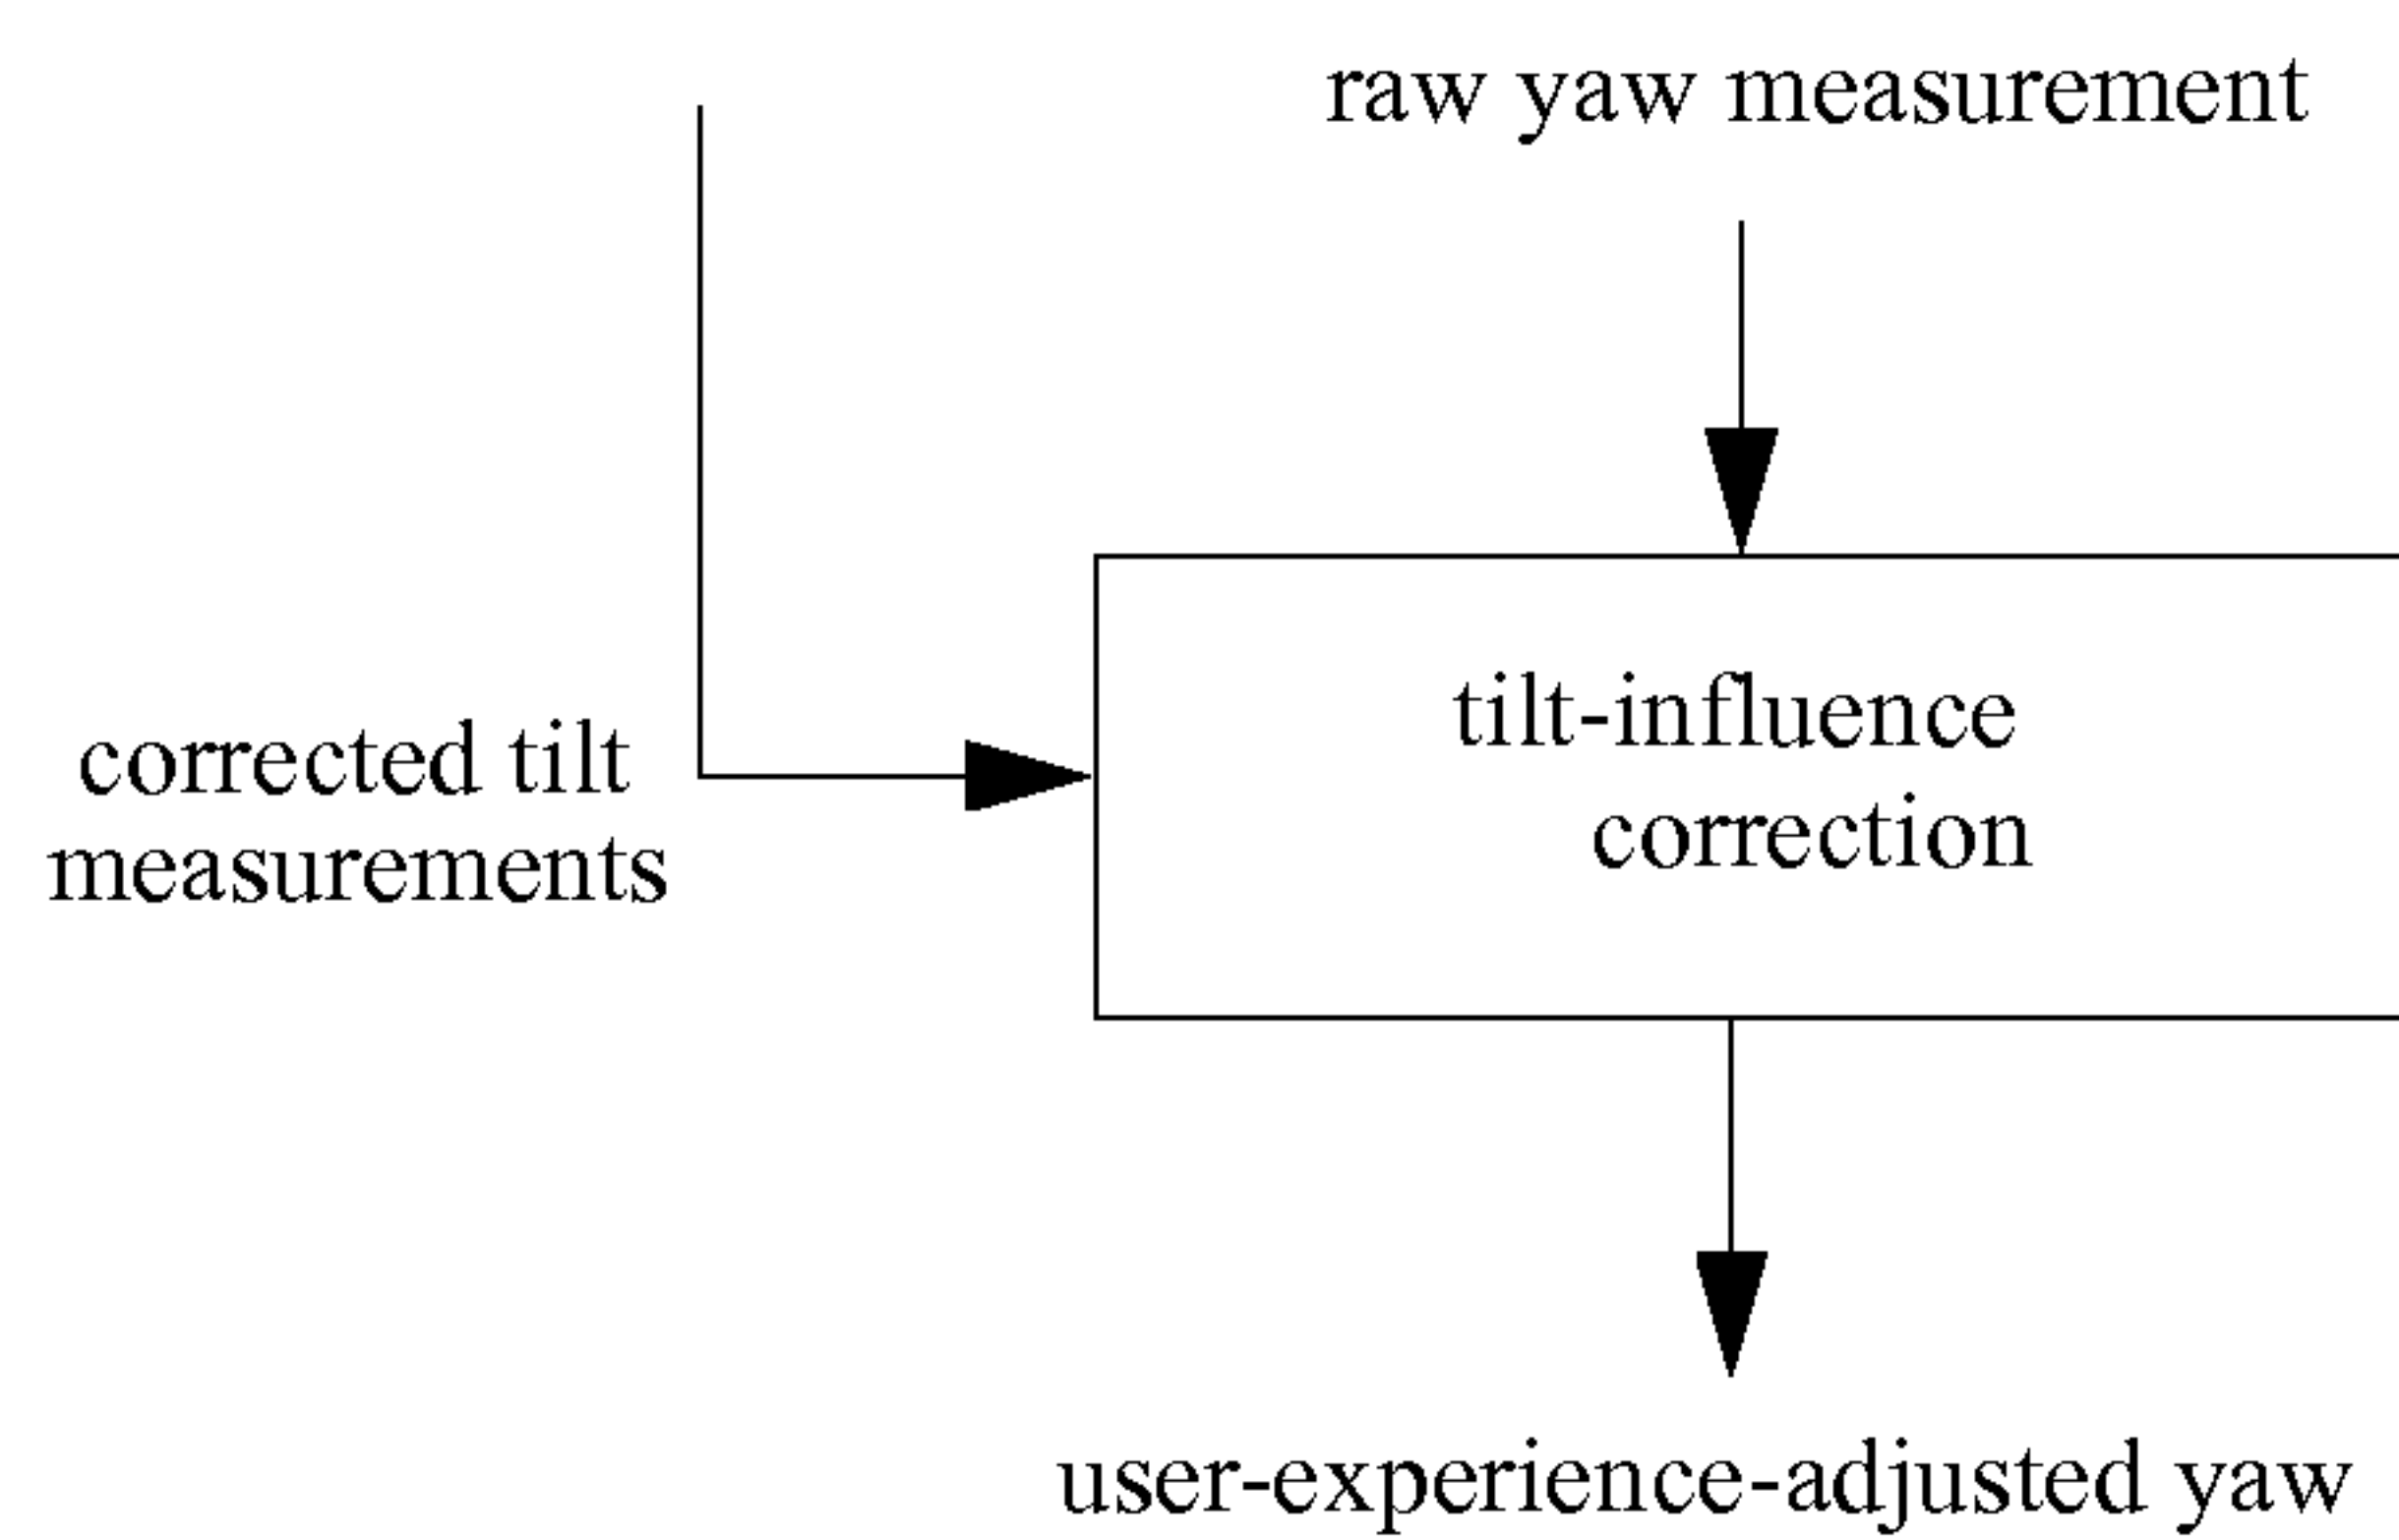 raw yaw measurement
tilt-influence
correction
corrected tilt
measurements
user-experience-adjusted yaw